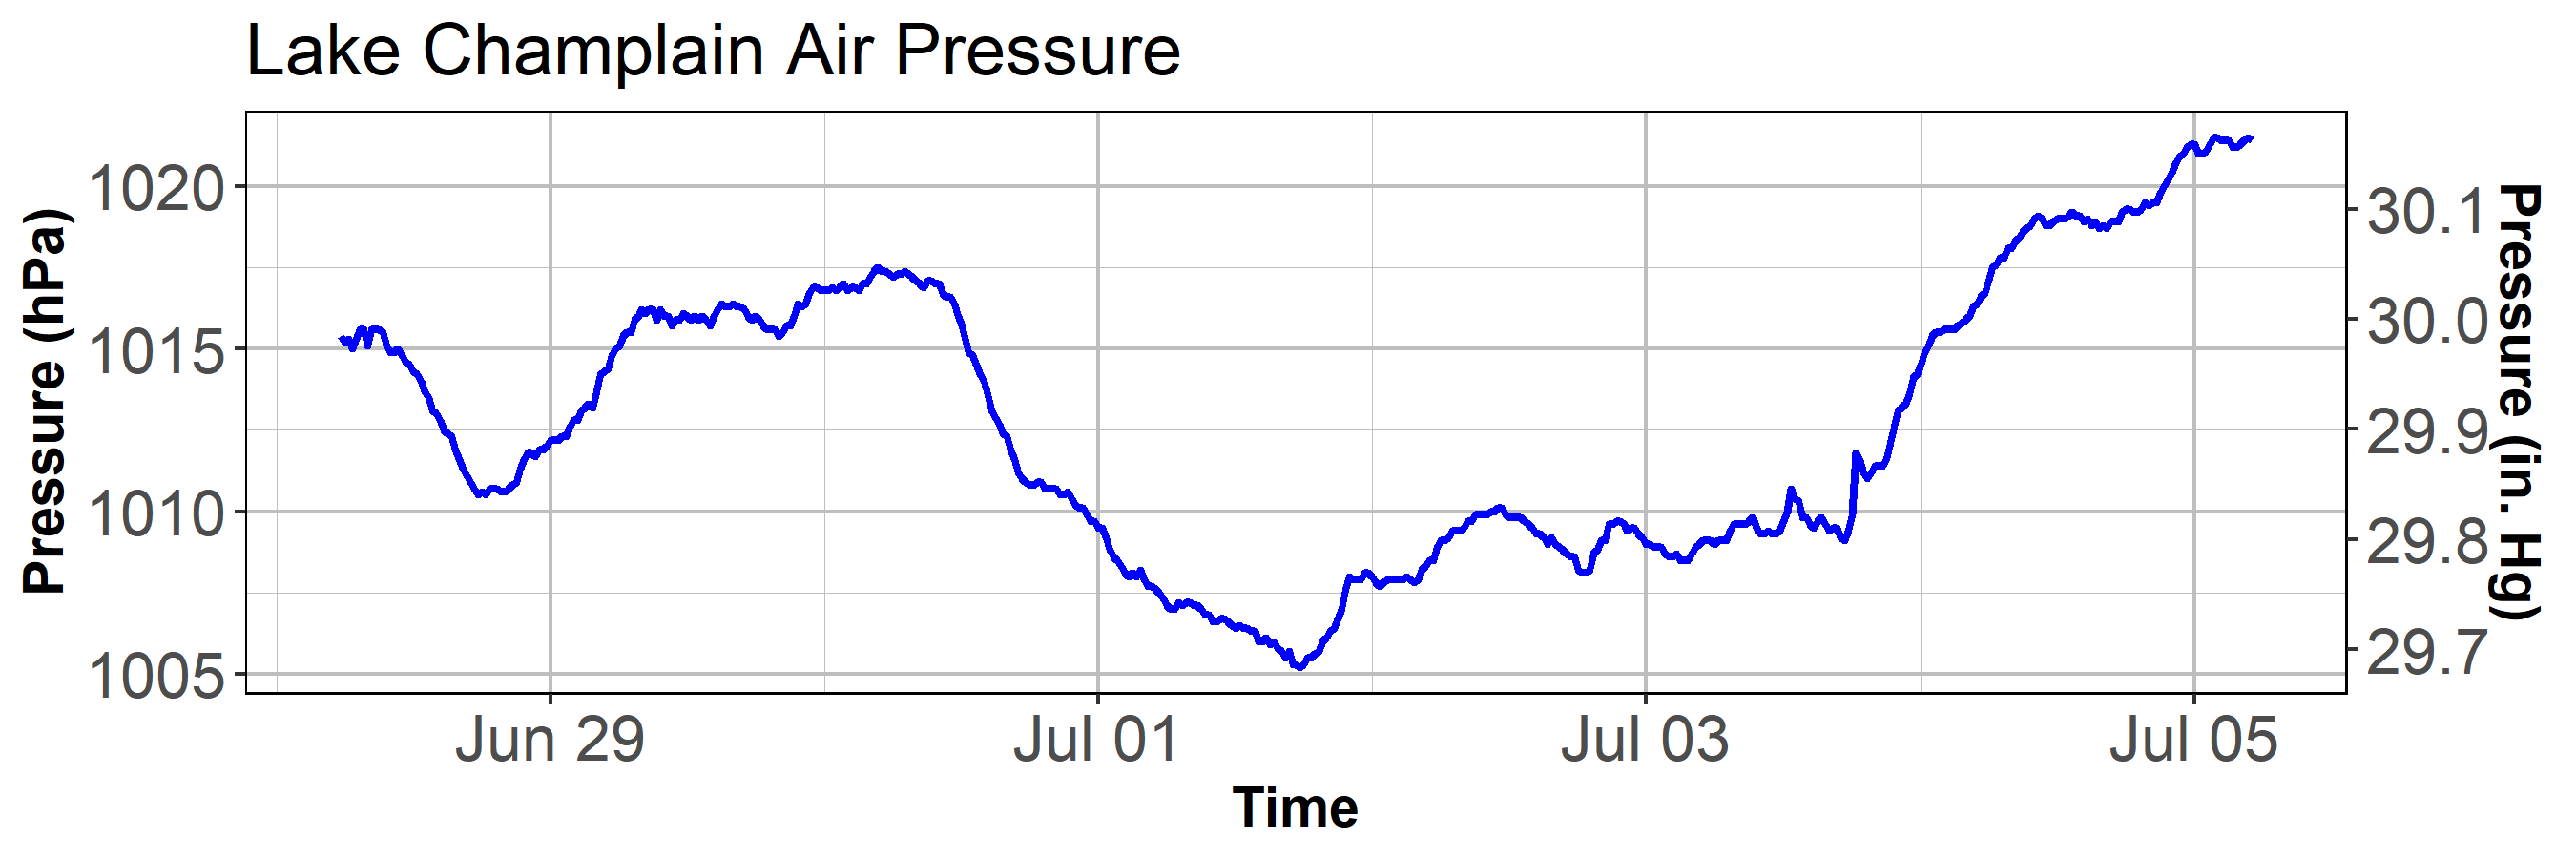 Lake Champlain Air Pressure
Pressure (hPa)
1020
1015
1010
1005
30.1
30.0
29.9
29.8
29.7
Pressure (in. Hg)
Jun 29
Jul 01
Jul 03
Jul 05
Time